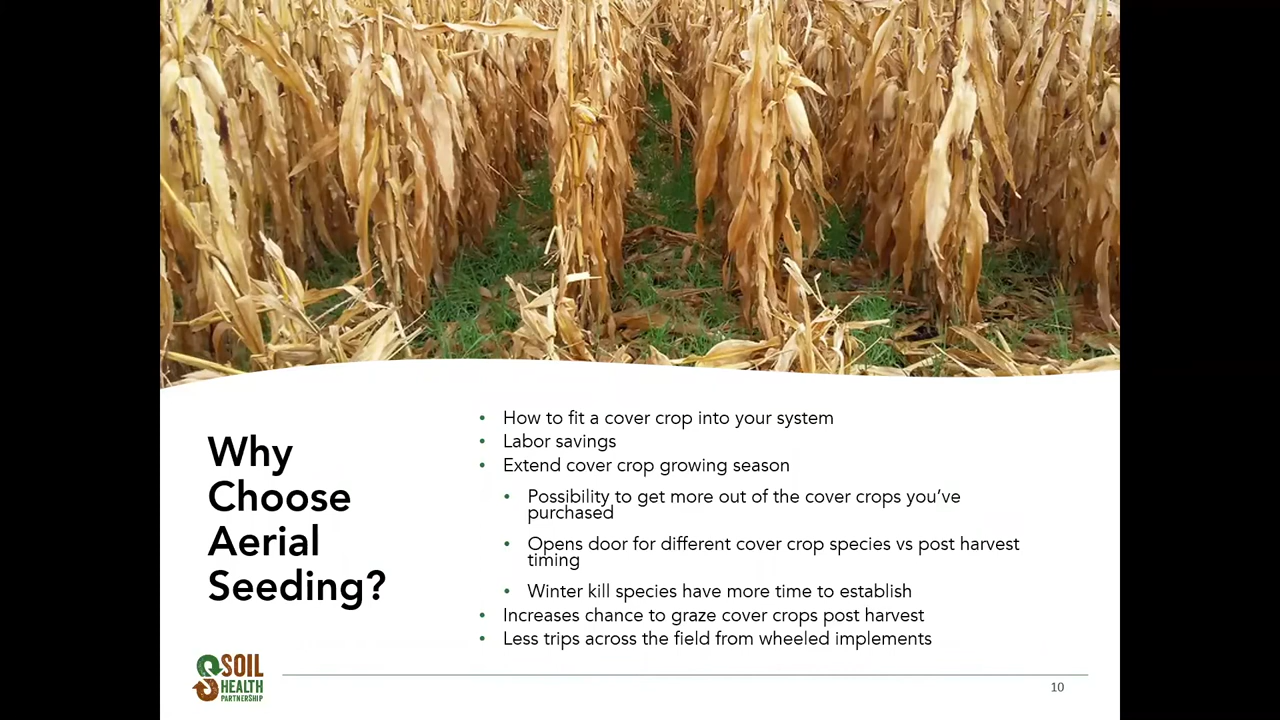 Why
Choose
Aerial
Seeding?
• How to fit a cover crop into your system
• Labor savings
• Extend cover crop growing season
• Possibility to get more out of the cover crops you’ve
purchased
• Opens door for different cover crop species vs post harvest
timing
• Winter kill species have more time to establish
• Increases chance to graze cover crops post harvest
• Less trips across the field from wheeled implements
SOIL
HEALTH
PARTNERSHIP
10